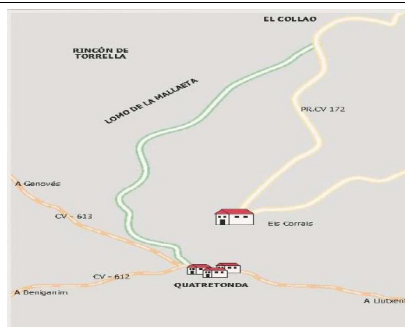 EL COLLAO
RINCÓN DE
TORRELLA
LOMO DE LA MALLAETA
PR.CV 172
A Genovés
CV - 613
Els Corrals
CV - 612
QUATRETONDA
A Beniganim
A Llutxent